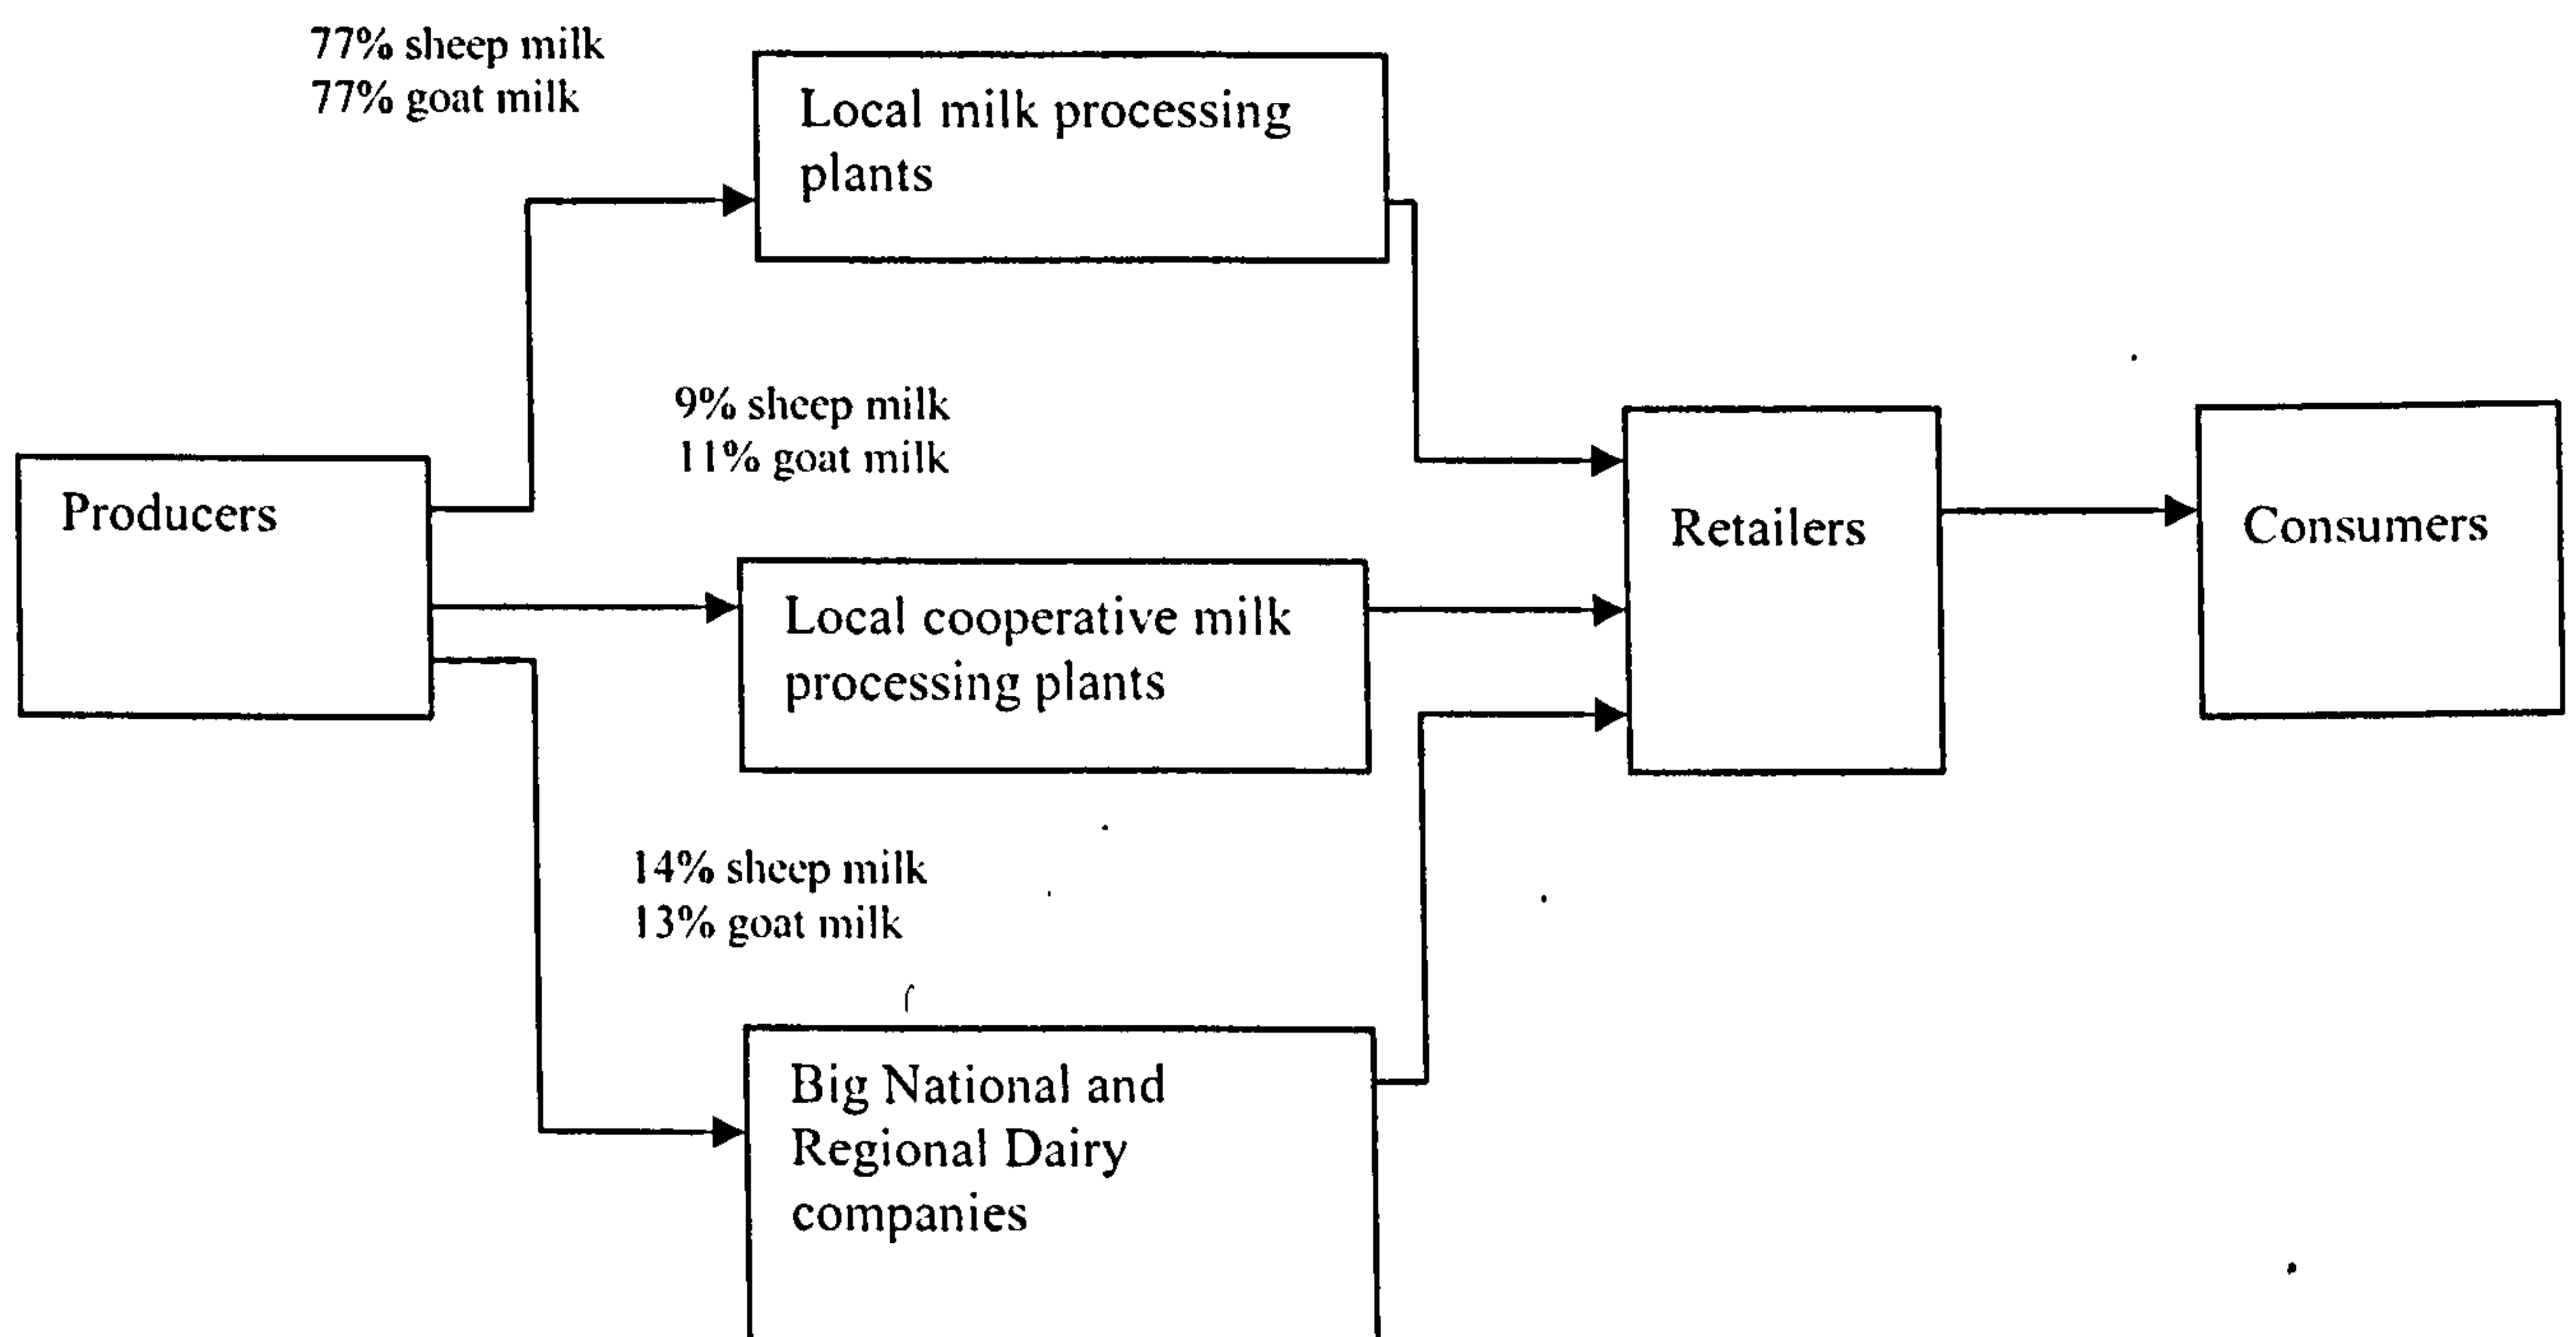 77% sheep milk
77% goat milk
Local milk processing
plants
9% sheep milk
11% goat milk
Producers
Local cooperative milk
processing plants
Retailers
Consumers
14% sheep milk
13% goat milk
Big National and
Regional Dairy
companies